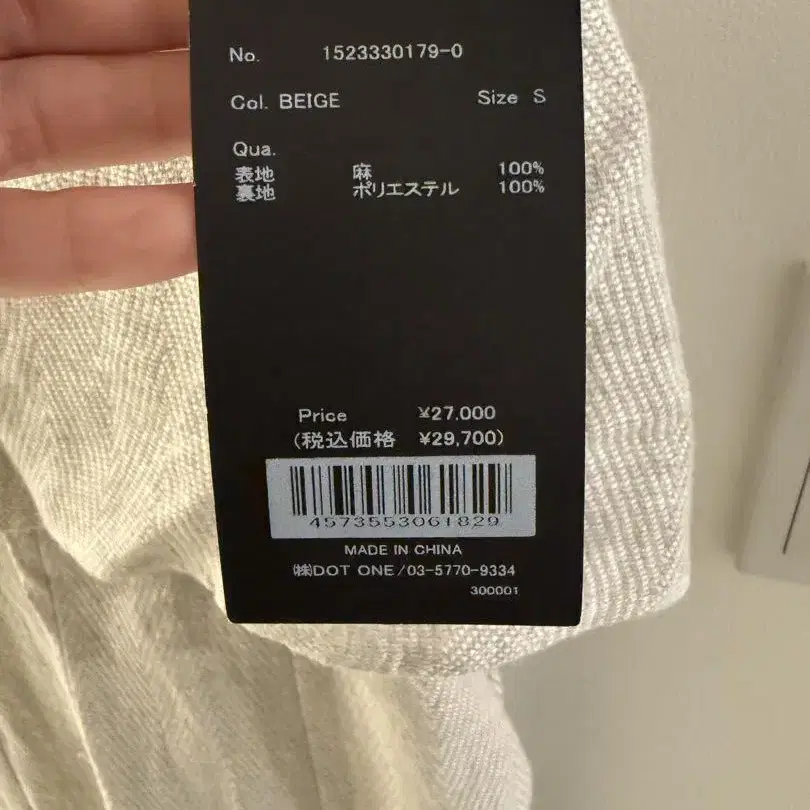 No. 1523330179-0
Col. BEIGE Size S
Qua.
表地 麻 100%
裏地 ポリエステル 100%
Price ¥27,000
(税込価格 ¥29,700)
4573553061829
MADE IN CHINA
㈱DOT ONE/03-5770-9334
300001